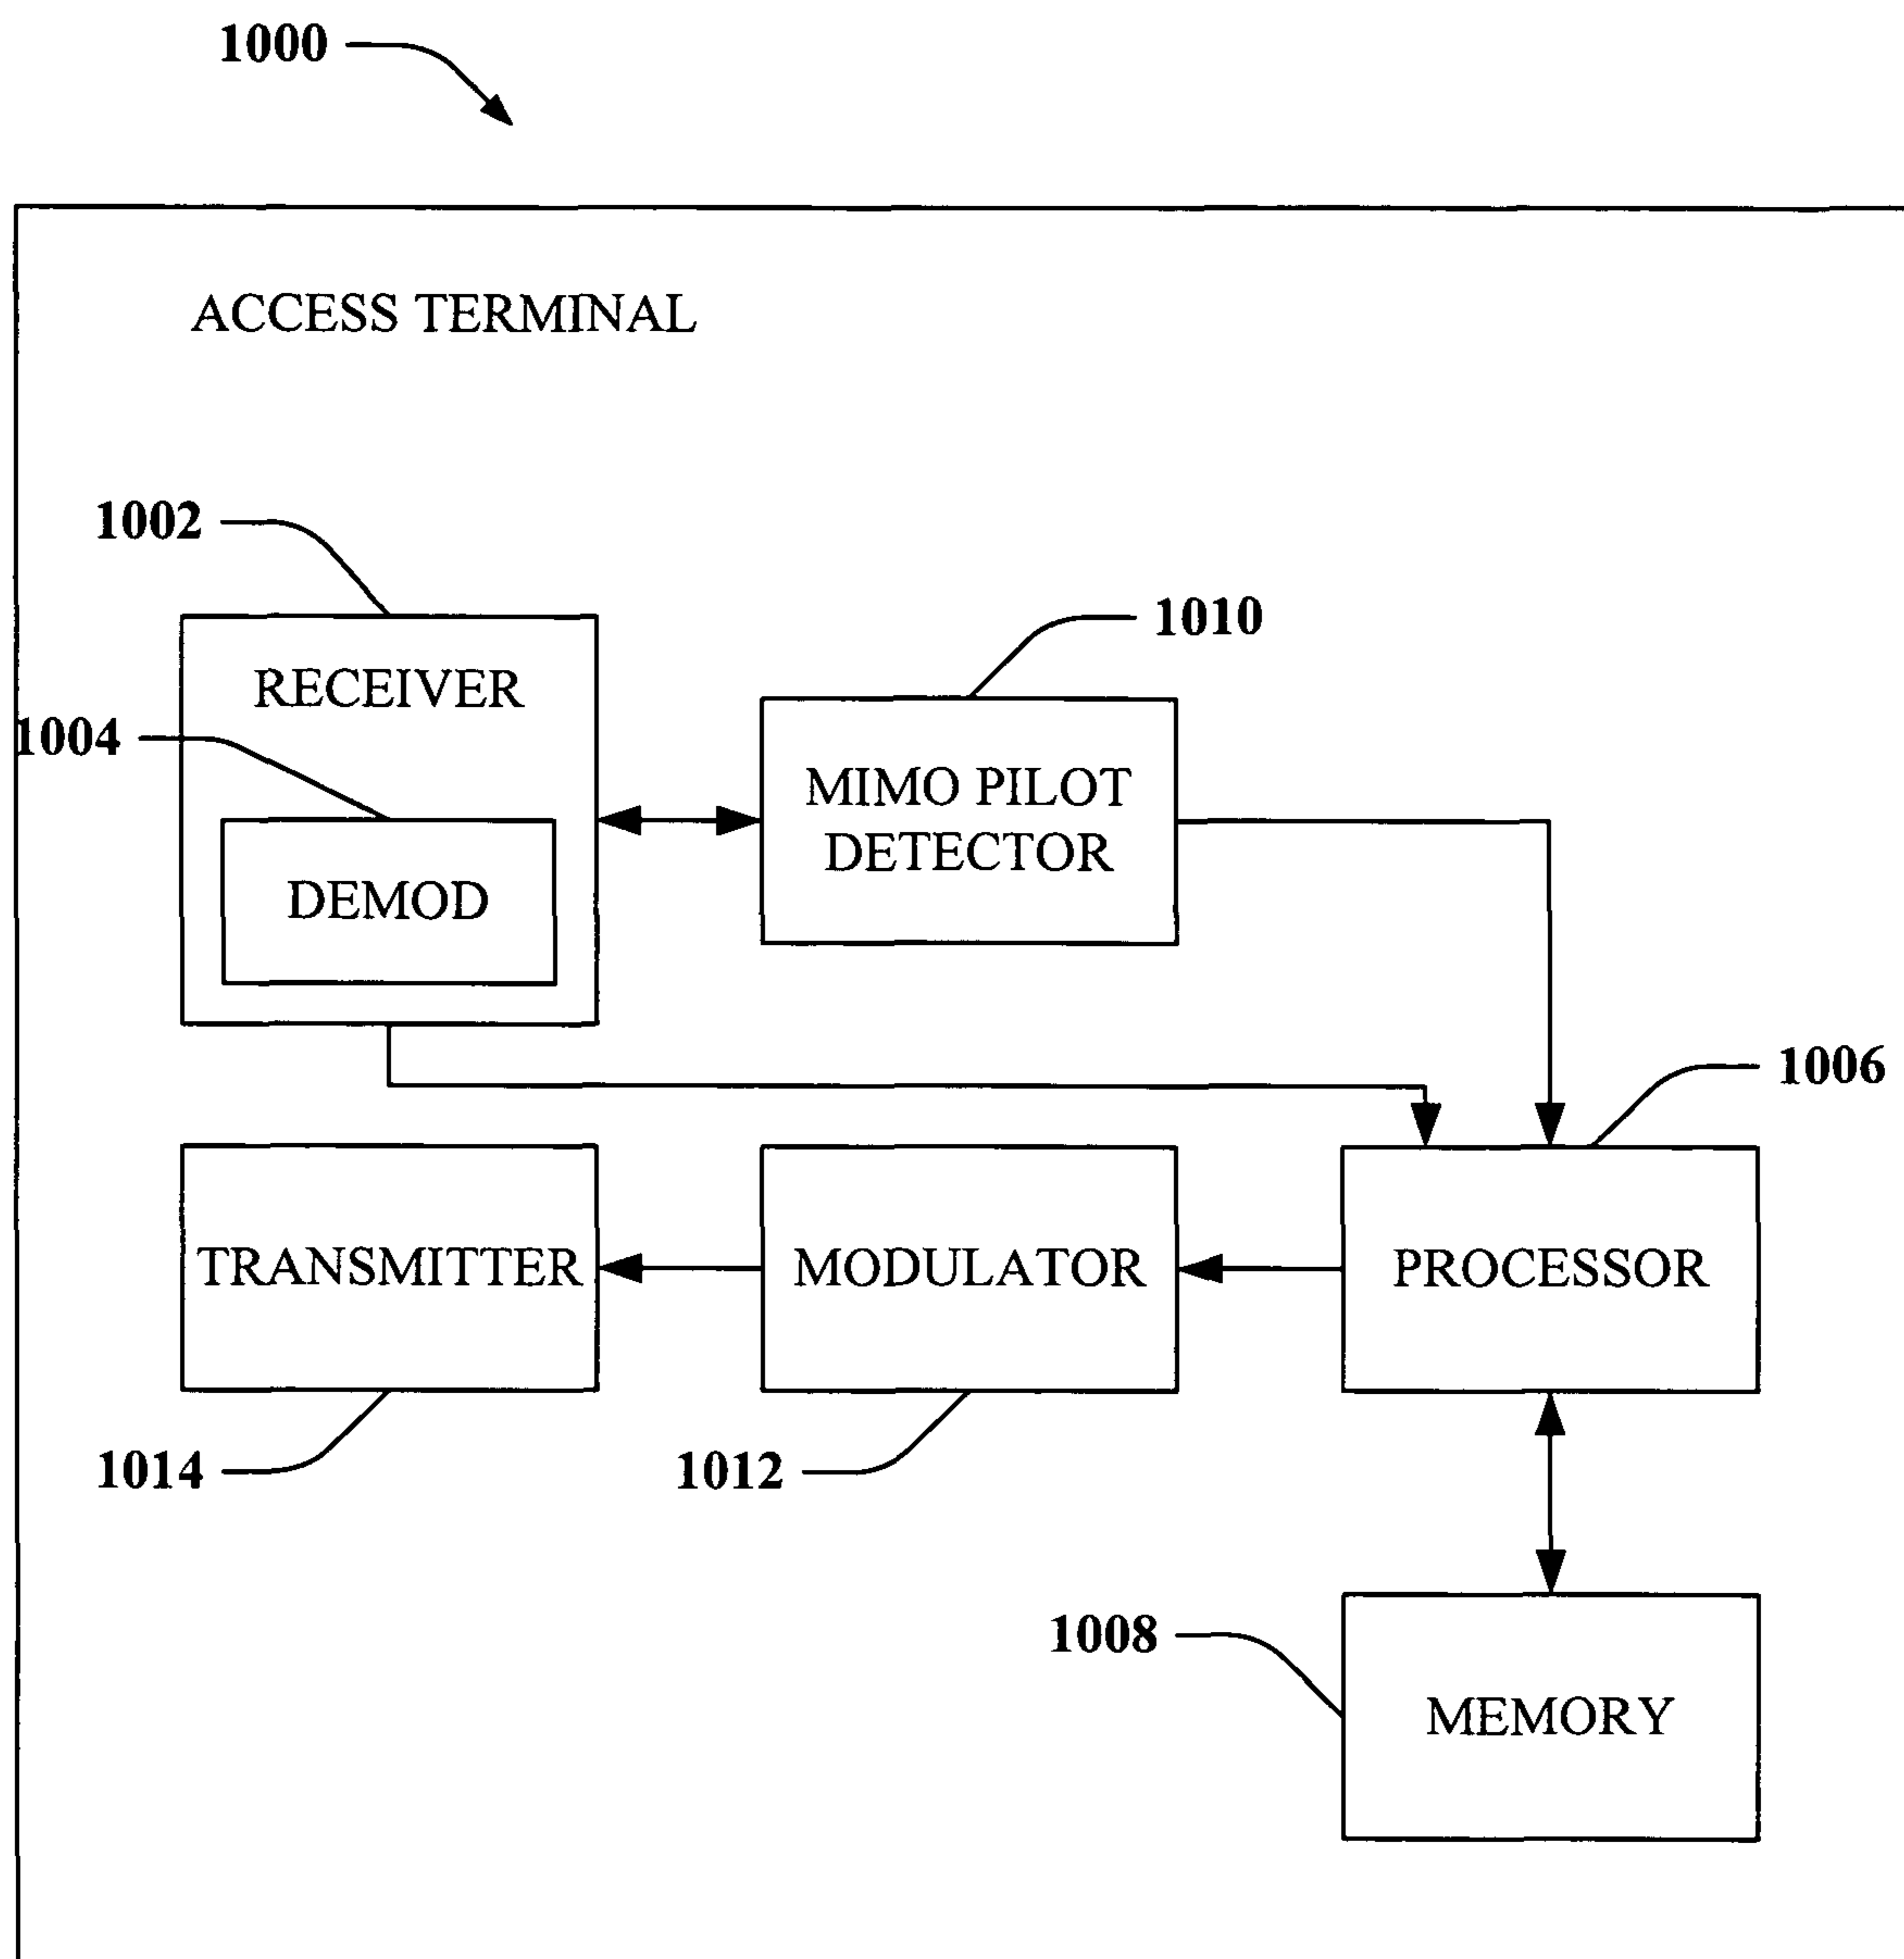 1000
ACCESS TERMINAL
1002
1010
RECEIVER
1004
MIMO PILOT
DETECTOR
DEMOD
1006
TRANSMITTER
MODULATOR
PROCESSOR
1014
1012
1008
MEMORY